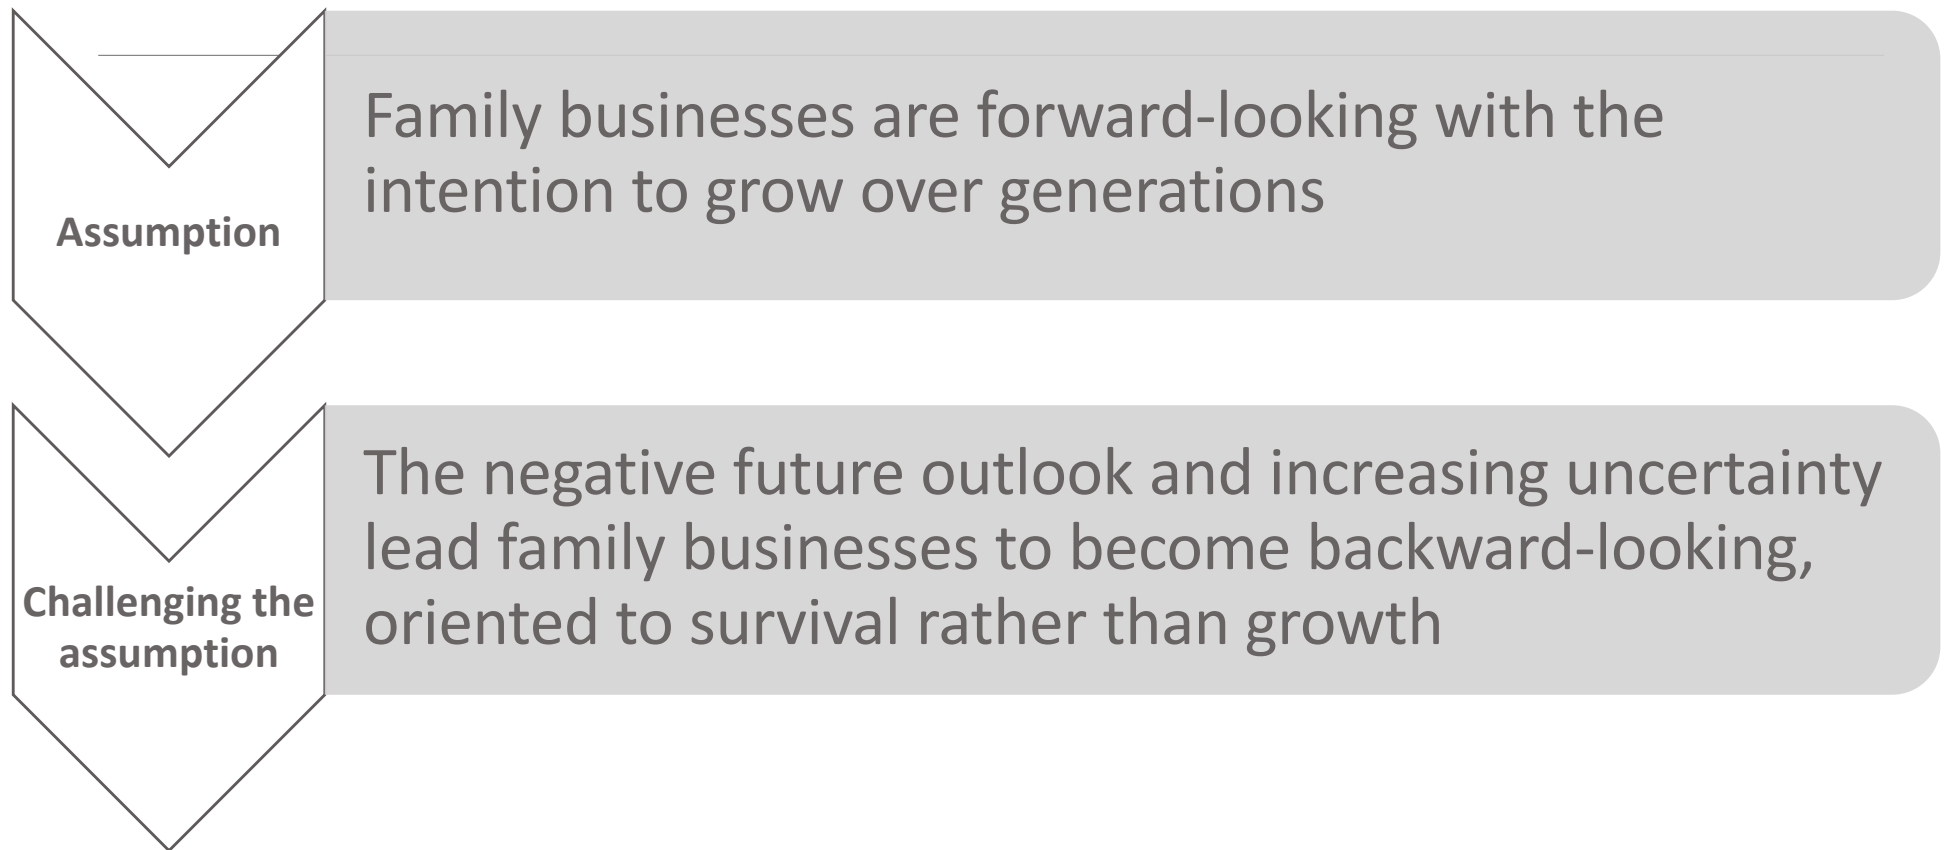 Assumption
Family businesses are forward-looking with the
intention to grow over generations
Challenging the
assumption
The negative future outlook and increasing uncertainty
lead family businesses to become backward-looking,
oriented to survival rather than growth